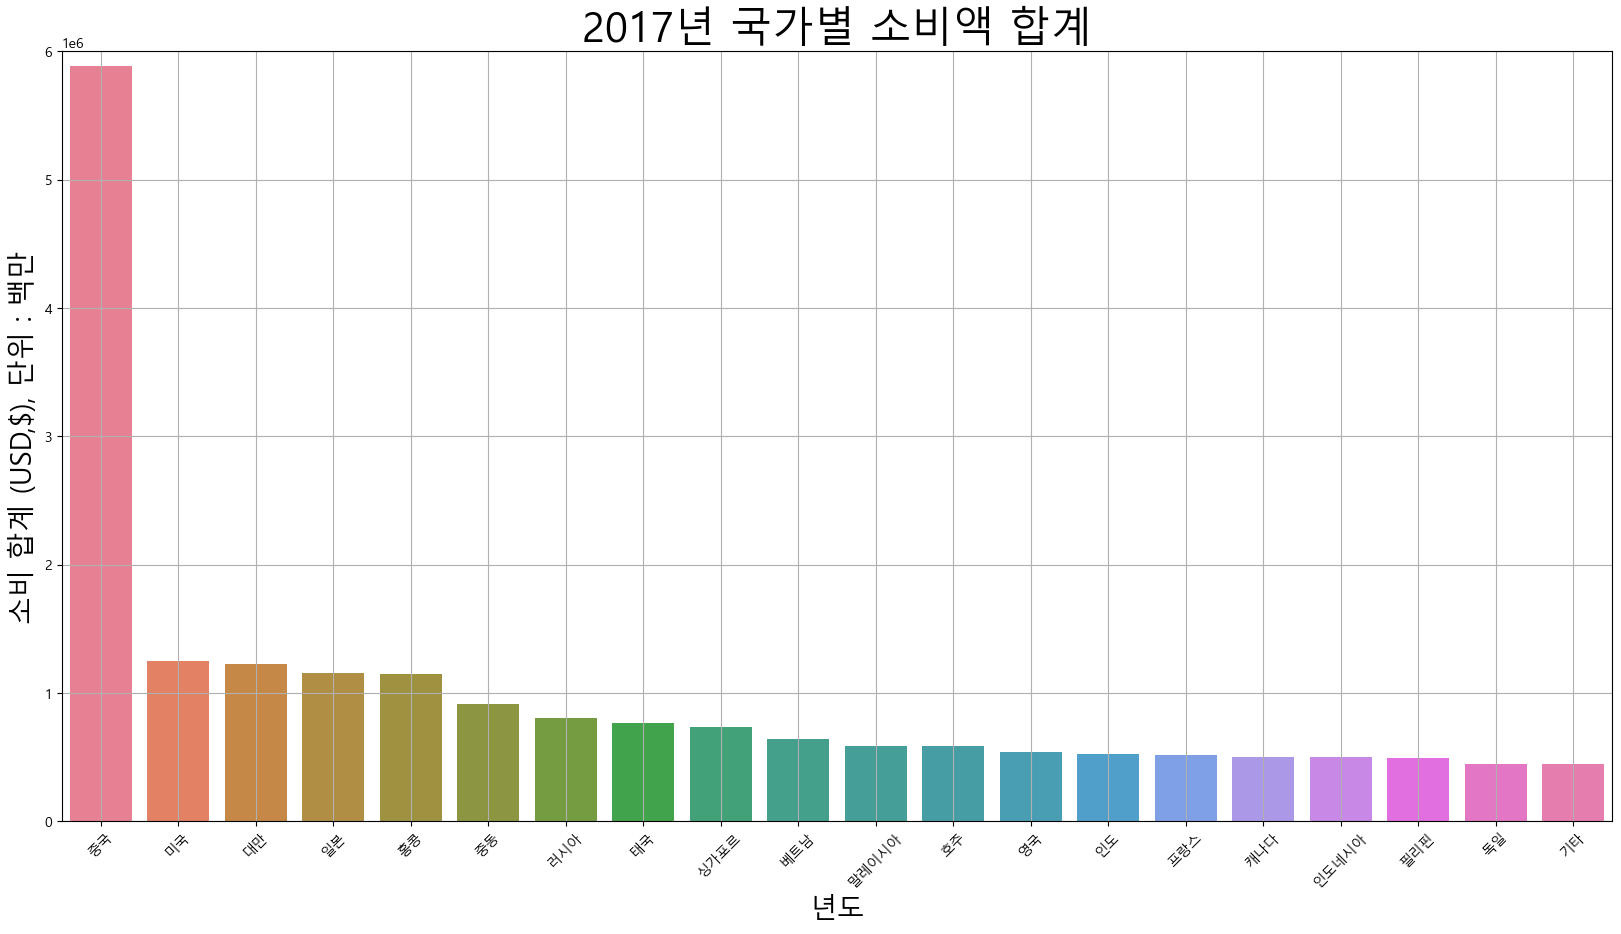 2017년 국가별 소비액 합계
1e6
6
5
4
3
2
1
0
소비 합계 (USD,$), 단위 : 백만
중국
미국
대만
일본
홍콩
중동
러시아
태국
싱가포르
베트남
말레이시아
호주
영국
인도
프랑스
캐나다
인도네시아
필리핀
독일
기타
년도